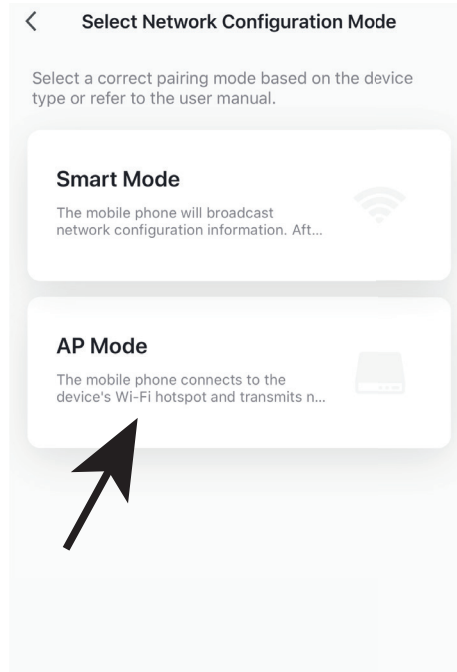 Select Network Configuration Mode
Select a correct pairing mode based on the device
type or refer to the user manual.
Smart Mode
The mobile phone will broadcast
network configuration information. Aft...
AP Mode
The mobile phone connects to the
device's Wi-Fi hotspot and transmits n...